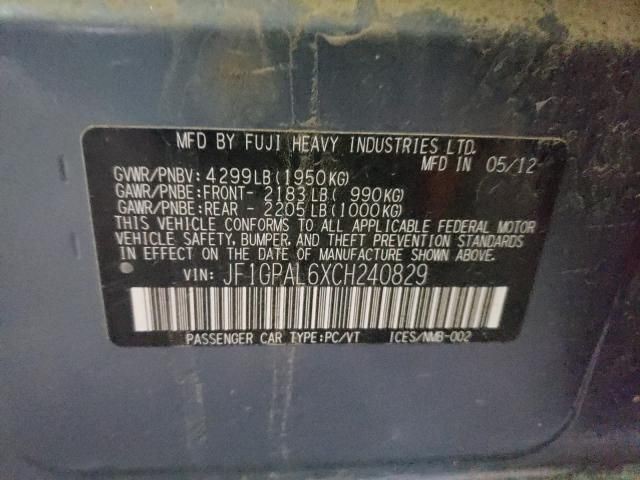 MFD BY FUJI HEAVY INDUSTRIES LTD.
MFD IN 05/12
GVWR/PNBV: 4299LB(1950KG)
GAWR/PNBE:FRONT- 2183LB( 990KG)
GAWR/PNBE:REAR - 2205LB(1000KG)
THIS VEHICLE CONFORMS TO ALL APPLICABLE FEDERAL MOTOR
VEHICLE SAFETY, BUMPER, AND THEFT PREVENTION STANDARDS
IN EFFECT ON THE DATE OF MANUFACTURE SHOWN ABOVE.
VIN: JF1GPAL6XCH240829
PASSENGER CAR TYPE:PC/VT ICES/NMB-002